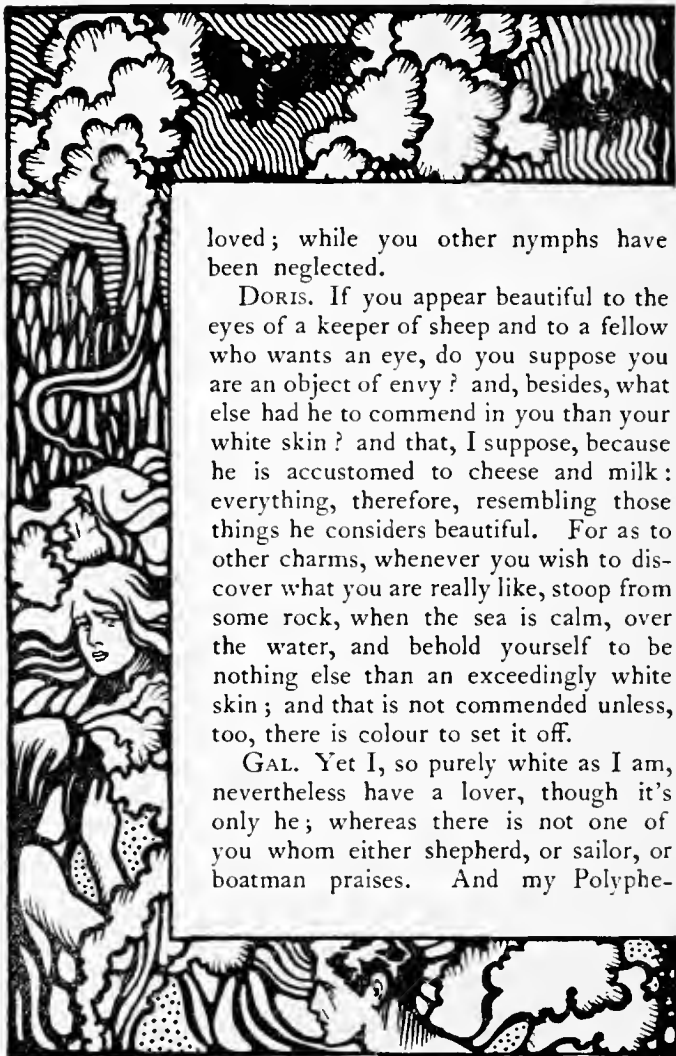 loved; while you other nymphs have
been neglected.
DORIS. If you appear beautiful to the
eyes of a keeper of sheep and to a fellow
who wants an eye, do you suppose you
are an object of envy? and, besides, what
else had he to commend in you than your
white skin? and that, I suppose, because
he is accustomed to cheese and milk:
everything, therefore, resembling those
things he considers beautiful. For as to
other charms, whenever you wish to dis-
cover what you are really like, stoop from
some rock, when the sea is calm, over
the water, and behold yourself to be
nothing else than an exceedingly white
skin; and that is not commended unless,
too, there is colour to set it off.
GAL. Yet I, so purely white as I am,
nevertheless have a lover, though it's
only he; whereas there is not one of
you whom either shepherd, or sailor, or
boatman praises. And my Polyphe-